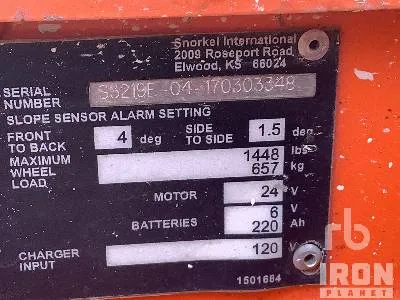 Snorkel International
2009 Roseport Road,
Elwood, KS 66024
SERIAL NUMBER S3219E-04-170303348
SLOPE SENSOR ALARM SETTING
FRONT TO BACK 4 deg SIDE TO SIDE 1.5 deg
MAXIMUM WHEEL LOAD 1448 lbs 657 kg
MOTOR 24 V
BATTERIES 6 V 220 Ah
CHARGER INPUT 120 V
1501684
rb
IRON
PLANET